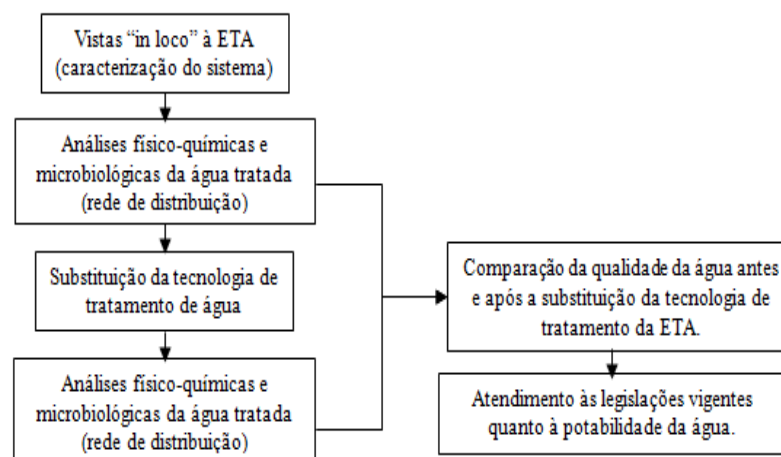 Vistas “in loco” à ETA
(caracterização do sistema)
Análises físico-químicas e
microbiológicas da água tratada
(rede de distribuição)
Substituição da tecnologia de
tratamento de água
Análises físico-químicas e
microbiológicas da água tratada
(rede de distribuição)
Comparação da qualidade da água antes
e após a substituição da tecnologia de
tratamento da ETA.
Atendimento às legislações vigentes
quanto à potabilidade da água.